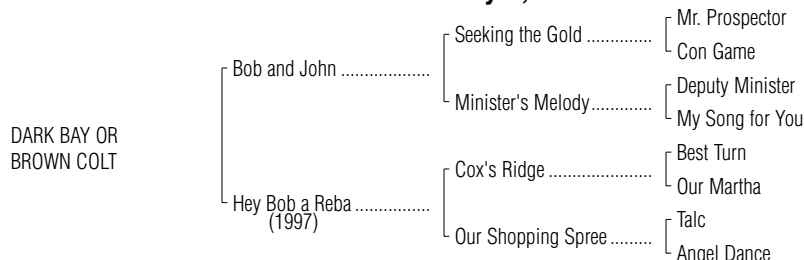 Mr. Prospector
Seeking the Gold ..............
Con Game
Bob and John ...................
Deputy Minister
Minister's Melody.............
My Song for You
DARK BAY OR
BROWN COLT
Best Turn
Cox's Ridge ......................
Our Martha
Hey Bob a Reba ................
(1997)
Talc
Our Shopping Spree .........
Angel Dance